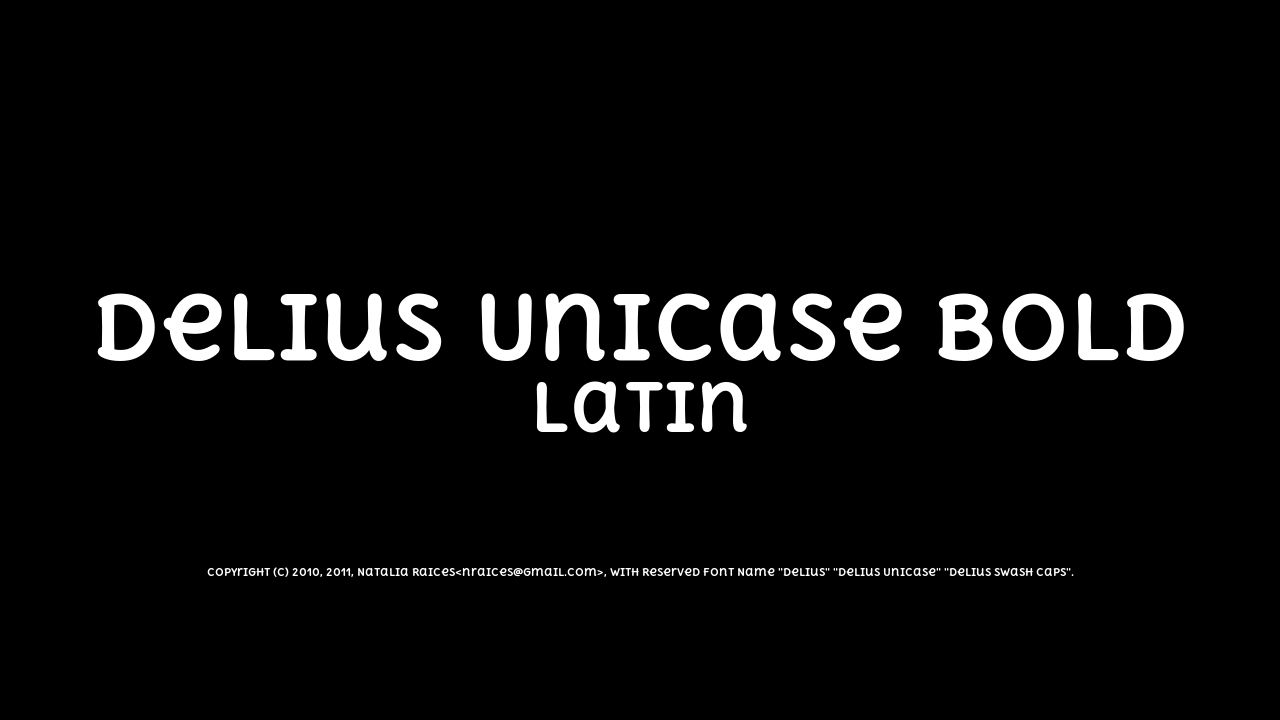 Delius Unicase Bold
Latin
Copyright (c) 2010, 2011, Natalia Raices<nraices@gmail.com>, with Reserved Font Name "Delius" "Delius Unicase" "Delius Swash Caps".